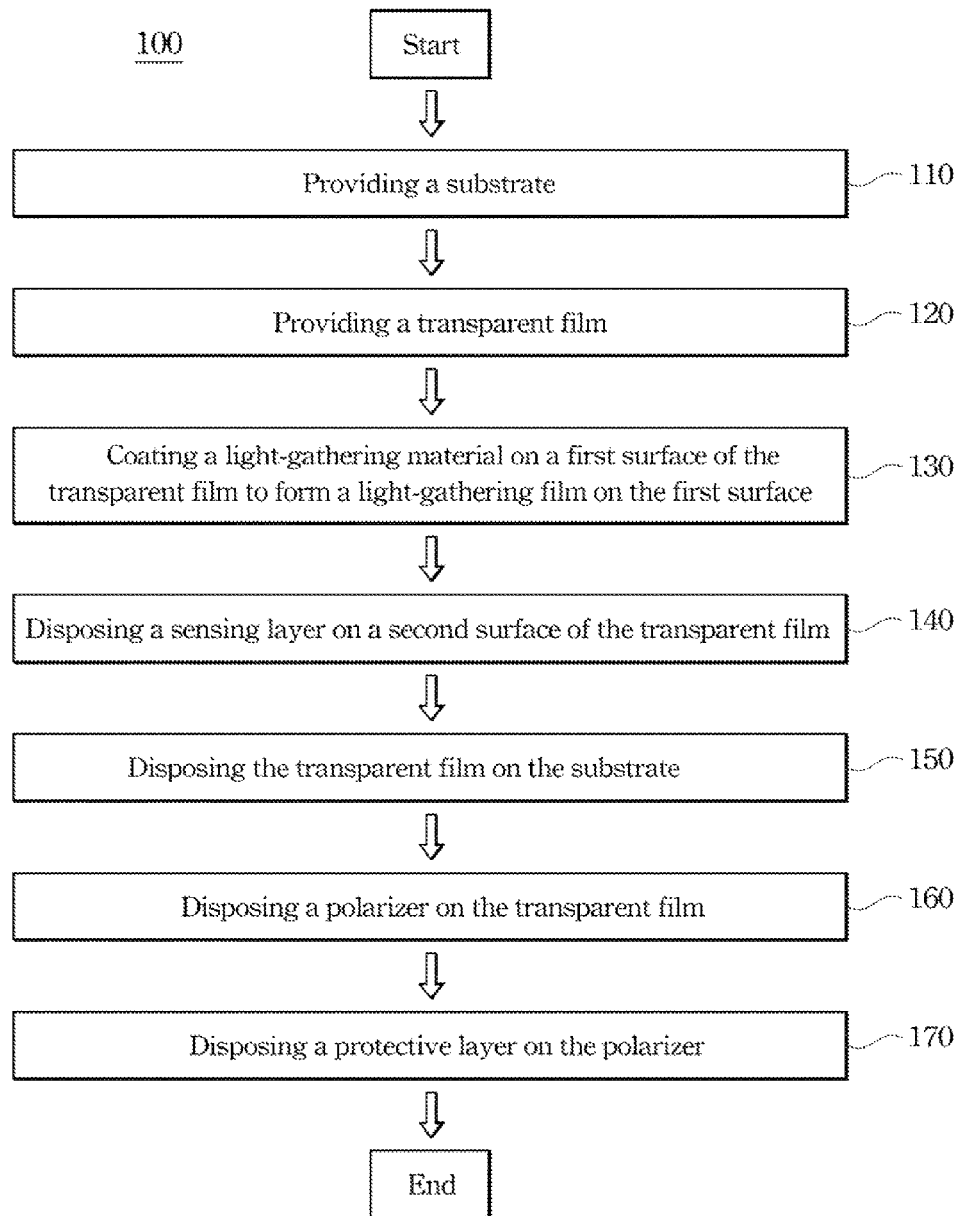 100
Start
Providing a substrate
110
Providing a transparent film
120
Coating a light-gathering material on a first surface of the
transparent film to form a light-gathering film on the first surface
130
Disposing a sensing layer on a second surface of the transparent film
140
Disposing the transparent film on the substrate
150
Disposing a polarizer on the transparent film
160
Disposing a protective layer on the polarizer
170
End